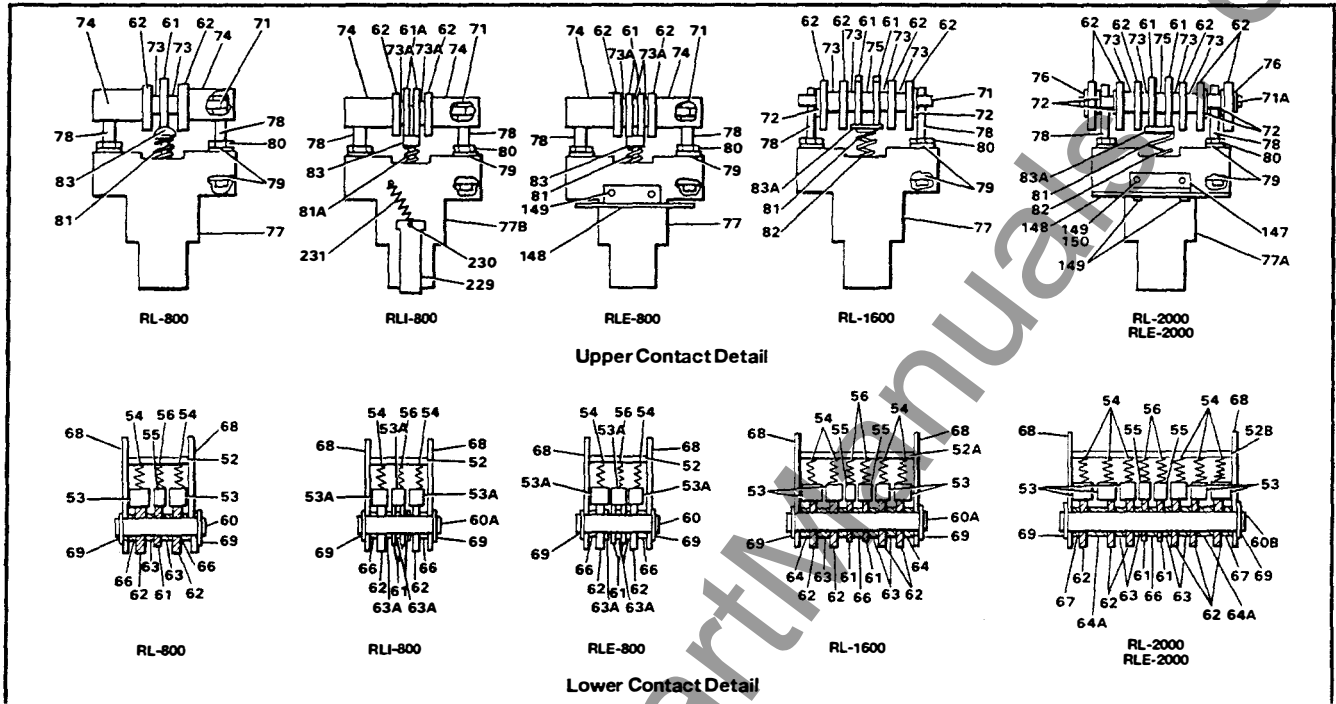 62 61 62
73 73
74 74 71
78 78
80
83 79
81 77
RL-800
62 61A 62
74 73A 73A 74 71
78 78
80
83 79
81A 77B
231 230
229
RLI-800
62 61 62
74 73A 73A 74 71
78 78
80
83 79
81
149
148 77
RLE-800
62 62 61 61 62 62
73 73 75 73 73
71
72 72
78 78
80
83A 79
81
82 77
RL-1600
62 62 61 61 62 62
73 73 75 73 73
76 76
71A
72 72
78 78
80
83A 79
81
82
148 149 147
150
149 77A
RL-2000
RLE-2000
Upper Contact Detail
54 56 54
55
68 68
52
53 53
60
69 69
66 63 63 66
62 61 62
RL-800
54 56 54
53A
68 68
52
53A 53A
60A
69 69
66 66
62 61 62
63A 63A
RLI-800
54 56 54
53A
68 68
52
53A 53A
60
69 69
66 66
62 61 62
63A 63A
RLE-800
56
54 54
55 55
68 68
52A
53 53
60A
69 69
64 63 61 61 63 64
62 62 66 62
RL-1600
54 56 54 68
55 55
68 52B
53 53
69 60B
69
62 61 61 67
67 63 66 63
62 62
64A 64A
RL-2000
RLE-2000
Lower Contact Detail